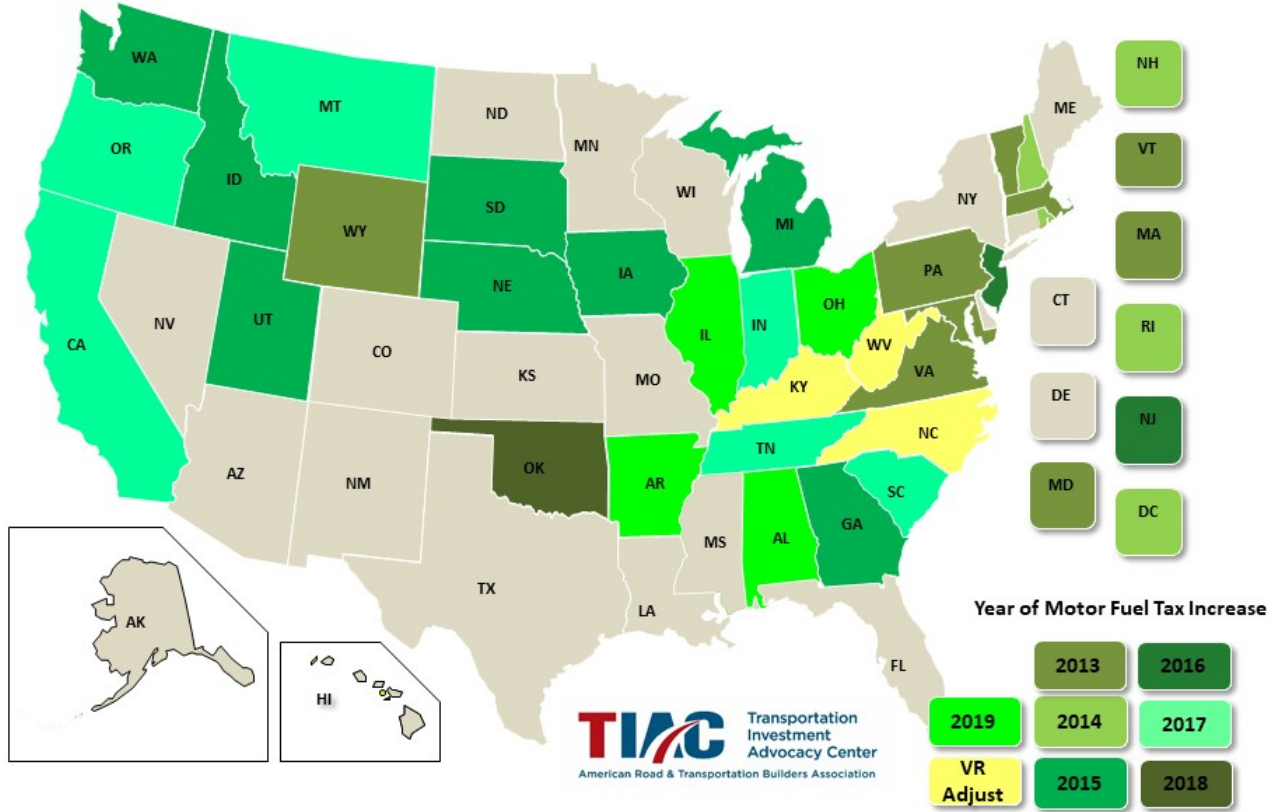 WA
MT
ND
MN
ME
NH
OR
ID
SD
WI
NY
VT
WY
MI
MA
NE
IA
PA
CT
RI
NV
UT
CO
IL
IN
OH
WV
VA
CA
KS
MO
KY
DE
NJ
NC
TN
AZ
NM
OK
AR
SC
MD
DC
MS
AL
GA
TX
LA
FL
AK
HI
Year of Motor Fuel Tax Increase
2013
2016
2019
2014
2017
VR
Adjust
2015
2018
TIAC
Transportation
Investment
Advocacy Center
American Road & Transportation Builders Association